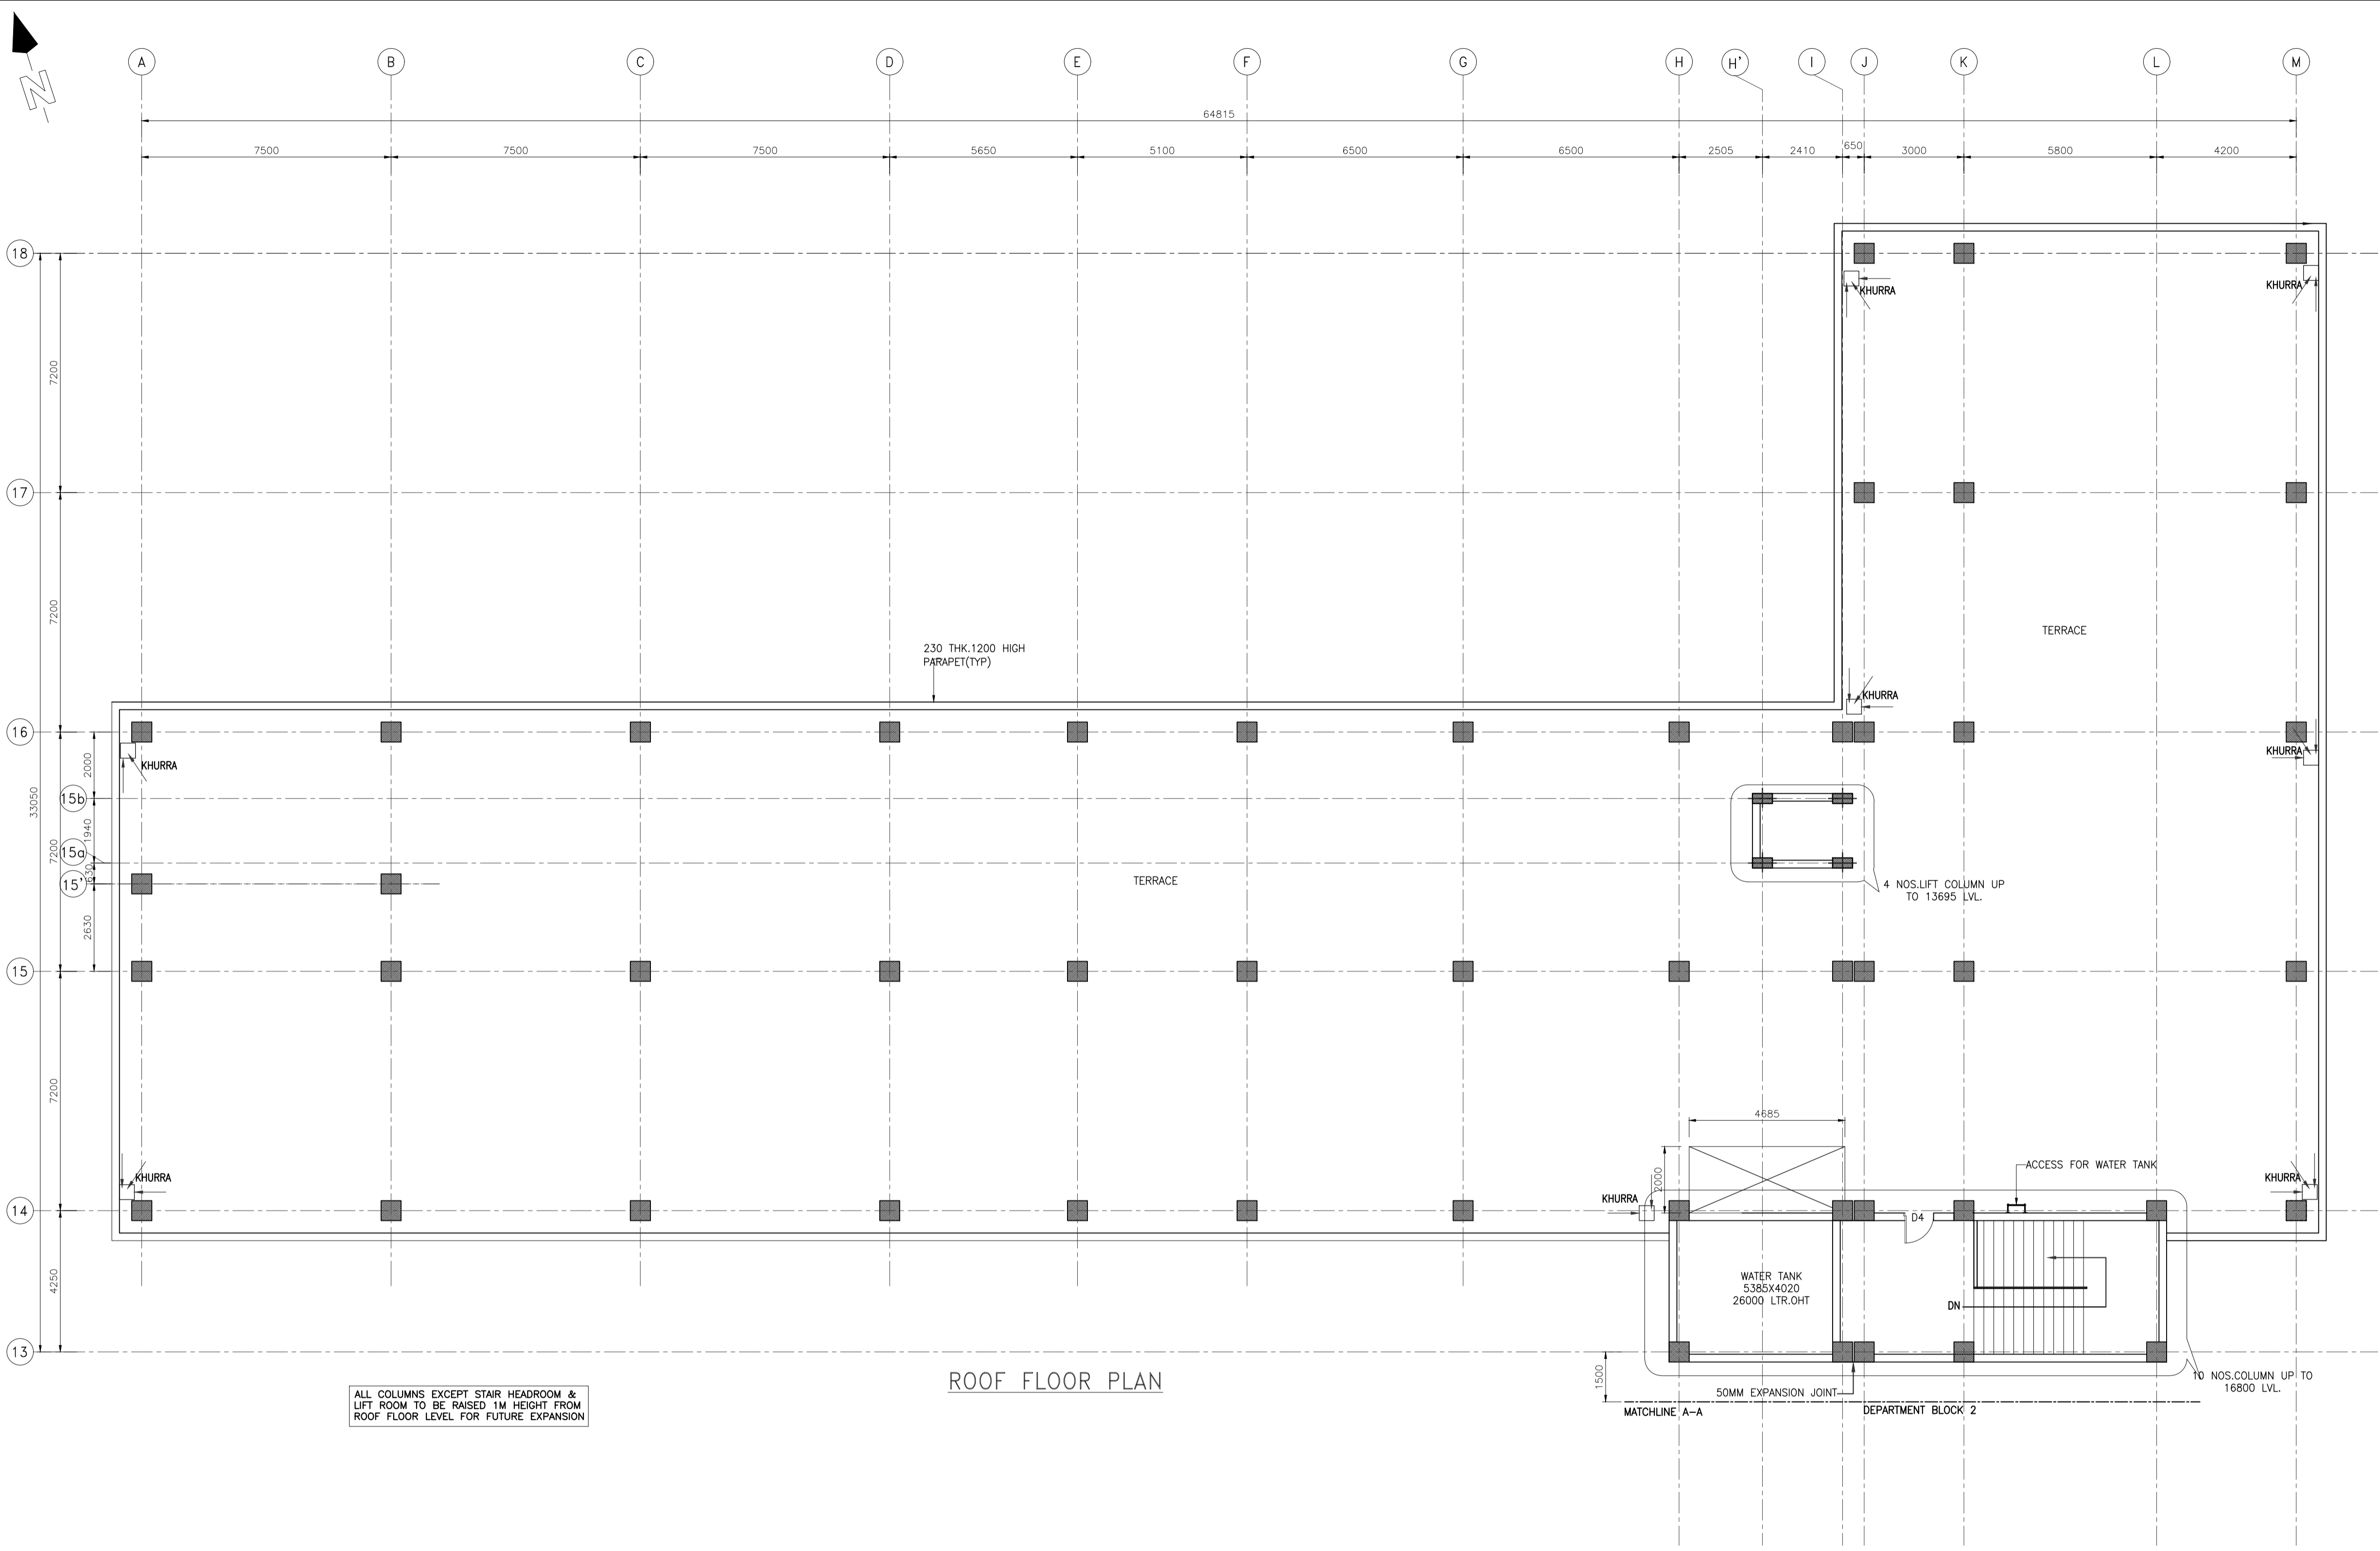 N
A
B
C
D
E
F
G
H
H'
I
J
K
L
M
64815
7500
7500
7500
5650
5100
6500
6500
2505
2410
650
3000
5800
4200
18
KHURRA
KHURRA
7200
17
7200
TERRACE
230 THK.1200 HIGH
PARAPET(TYP)
KHURRA
16
KHURRA
KHURRA
2000
15b
33050
1940
7200
15a
630
15'
TERRACE
4 NOS.LIFT COLUMN UP
TO 13695 LVL.
2630
15
7200
4685
ACCESS FOR WATER TANK
KHURRA
KHURRA
2000
KHURRA
14
D4
4250
WATER TANK
5385X4020
26000 LTR.OHT
DN
13
ROOF FLOOR PLAN
1500
10 NOS.COLUMN UP TO
16800 LVL.
50MM EXPANSION JOINT
MATCHLINE A-A
DEPARTMENT BLOCK 2
ALL COLUMNS EXCEPT STAIR HEADROOM &
LIFT ROOM TO BE RAISED 1M HEIGHT FROM
ROOF FLOOR LEVEL FOR FUTURE EXPANSION